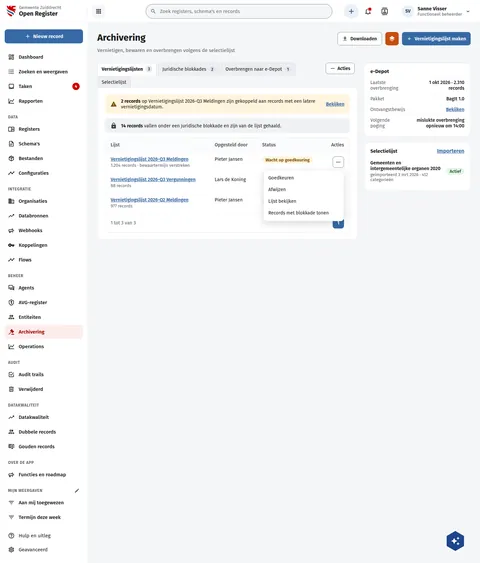 Gemeente Juridrecht
Open Register
Zoek registers, schema's en records
SV
Sanne Visser
Functioneel beheerder
+ Nieuw record
Dashboard
Zoeken en weergaven
Taken
Rapporten
DATA
Registers
Schema's
Bestanden
Configuraties
INTEGRATIE
Organisaties
Databronnen
Webhooks
Koppelingen
Flows
BEHEER
Agents
AVG-register
Entiteiten
Archivering
Operations
AUDIT
Audit trails
Verwijderd
DATAKWALITEIT
Datakwaliteit
Dubbele records
Gouden records
OVER DE APP
Functies en roadmap
MIJN WEERGAVEN
Aan mij toegewezen
Termijn deze week
Hulp en uitleg
Geavanceerd
Archivering
Vernietigen, bewaren en overbrengen volgens de selectielijst
Downloaden
+ Vernietigingslijst maken
Vernietigingslijsten 3
Juridische blokkades 2
Overbrengen naar e-Depot 1
Acties
Selectielijst
2 records op Vernietigingslijst 2026-Q3 Meldingen zijn gekoppeld aan records met een latere
vernietigingsdatum.
Bekijken
14 records vallen onder een juridische blokkade en zijn van de lijst gehaald.
Lijst
Opgesteld door
Status
Acties
Vernietigingslijst 2026-Q3 Meldingen
1.204 records · bewaartermijn verstreken
Pieter Jansen
Wacht op goedkeuring
Vernietigingslijst 2026-Q3 Vergunningen
88 records
Lars de Koning
Vernietigingslijst 2026-Q2 Meldingen
977 records
Pieter Jansen
Goedkeuren
Afwijzen
Lijst bekijken
Records met blokkade tonen
1 tot 3 van 3
1
e-Depot
Laatste overbrenging
1 okt 2026 · 2.310 records
Pakket
BagIt 1.0
Ontvangstbewijs
Bekijken
Volgende poging
mislukte overbrenging opnieuw om 14:00
Selectielijst
Importeren
Gemeenten en
intergemeentelijke organen 2020
Actief